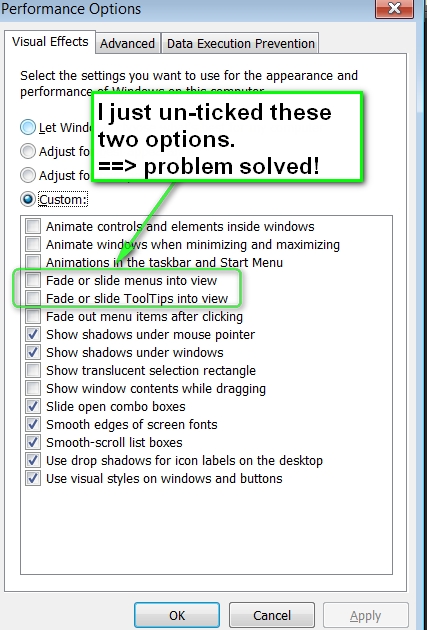 Performance Options
Visual Effects
Advanced
Data Execution Prevention
Select the settings you want to use for the appearance and
performance of Windows on this computer.
I just un-ticked these
two options.
==> problem solved!
Let Wind
Adjust fo
Adjust fo
Custom:
Animate controls and elements inside windows
Animate windows when minimizing and maximizing
Animations in the taskbar and Start Menu
Fade or slide menus into view
Fade or slide ToolTips into view
Fade out menu items after clicking
Show shadows under mouse pointer
Show shadows under windows
Show translucent selection rectangle
Show window contents while dragging
Slide open combo boxes
Smooth edges of screen fonts
Smooth-scroll list boxes
Use drop shadows for icon labels on the desktop
Use visual styles on windows and buttons
OK
Cancel
Apply